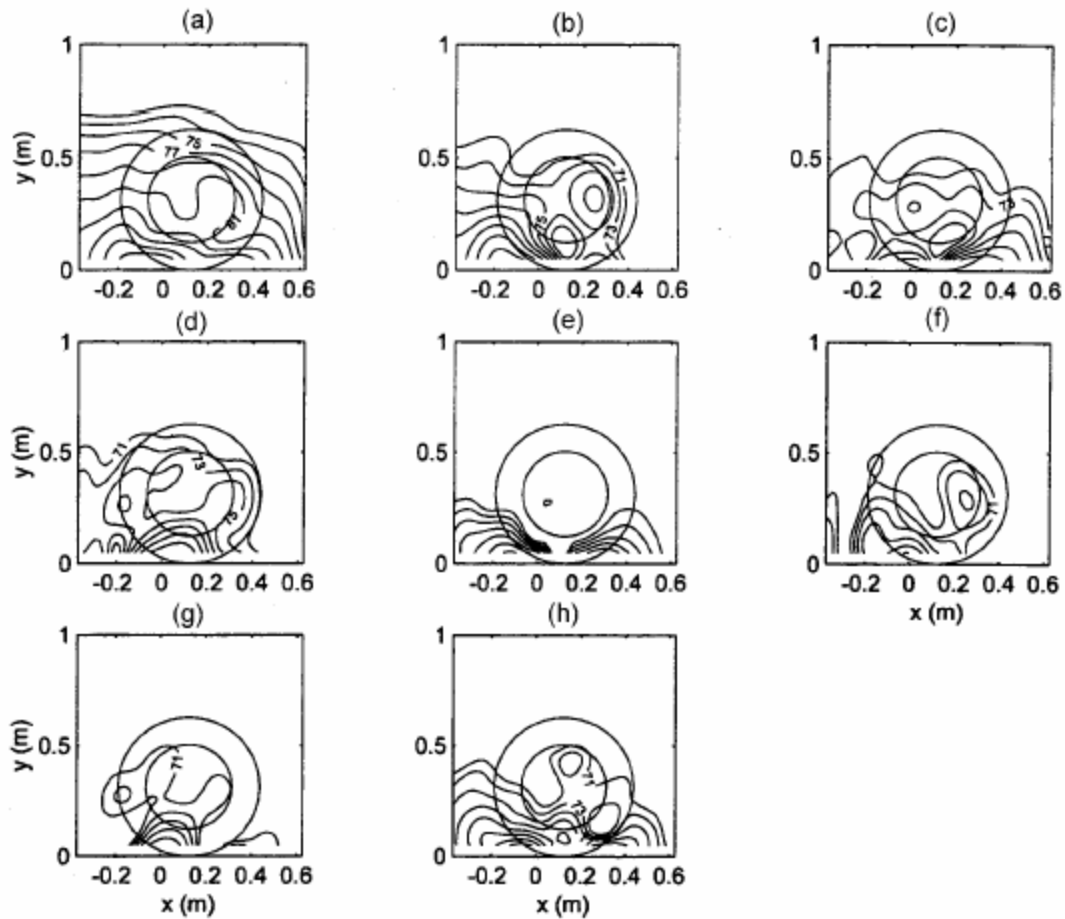 (a) (b) (c)
1 1 1
y (m) 0.5 0.5 0.5
77 75 81 75 71 73 73
0 0 0
-0.2 0 0.2 0.4 0.6 -0.2 0 0.2 0.4 0.6 -0.2 0 0.2 0.4 0.6
(d) (e) (f)
1 1 1
y (m) 0.5 0.5 0.5
71 73 73 71
0 0 0
-0.2 0 0.2 0.4 0.6 -0.2 0 0.2 0.4 0.6 -0.2 0 0.2 0.4 0.6
x (m)
(g) (h)
1 1
y (m) 0.5 0.5
71 71 73
0 0
-0.2 0 0.2 0.4 0.6 -0.2 0 0.2 0.4 0.6
x (m) x (m)